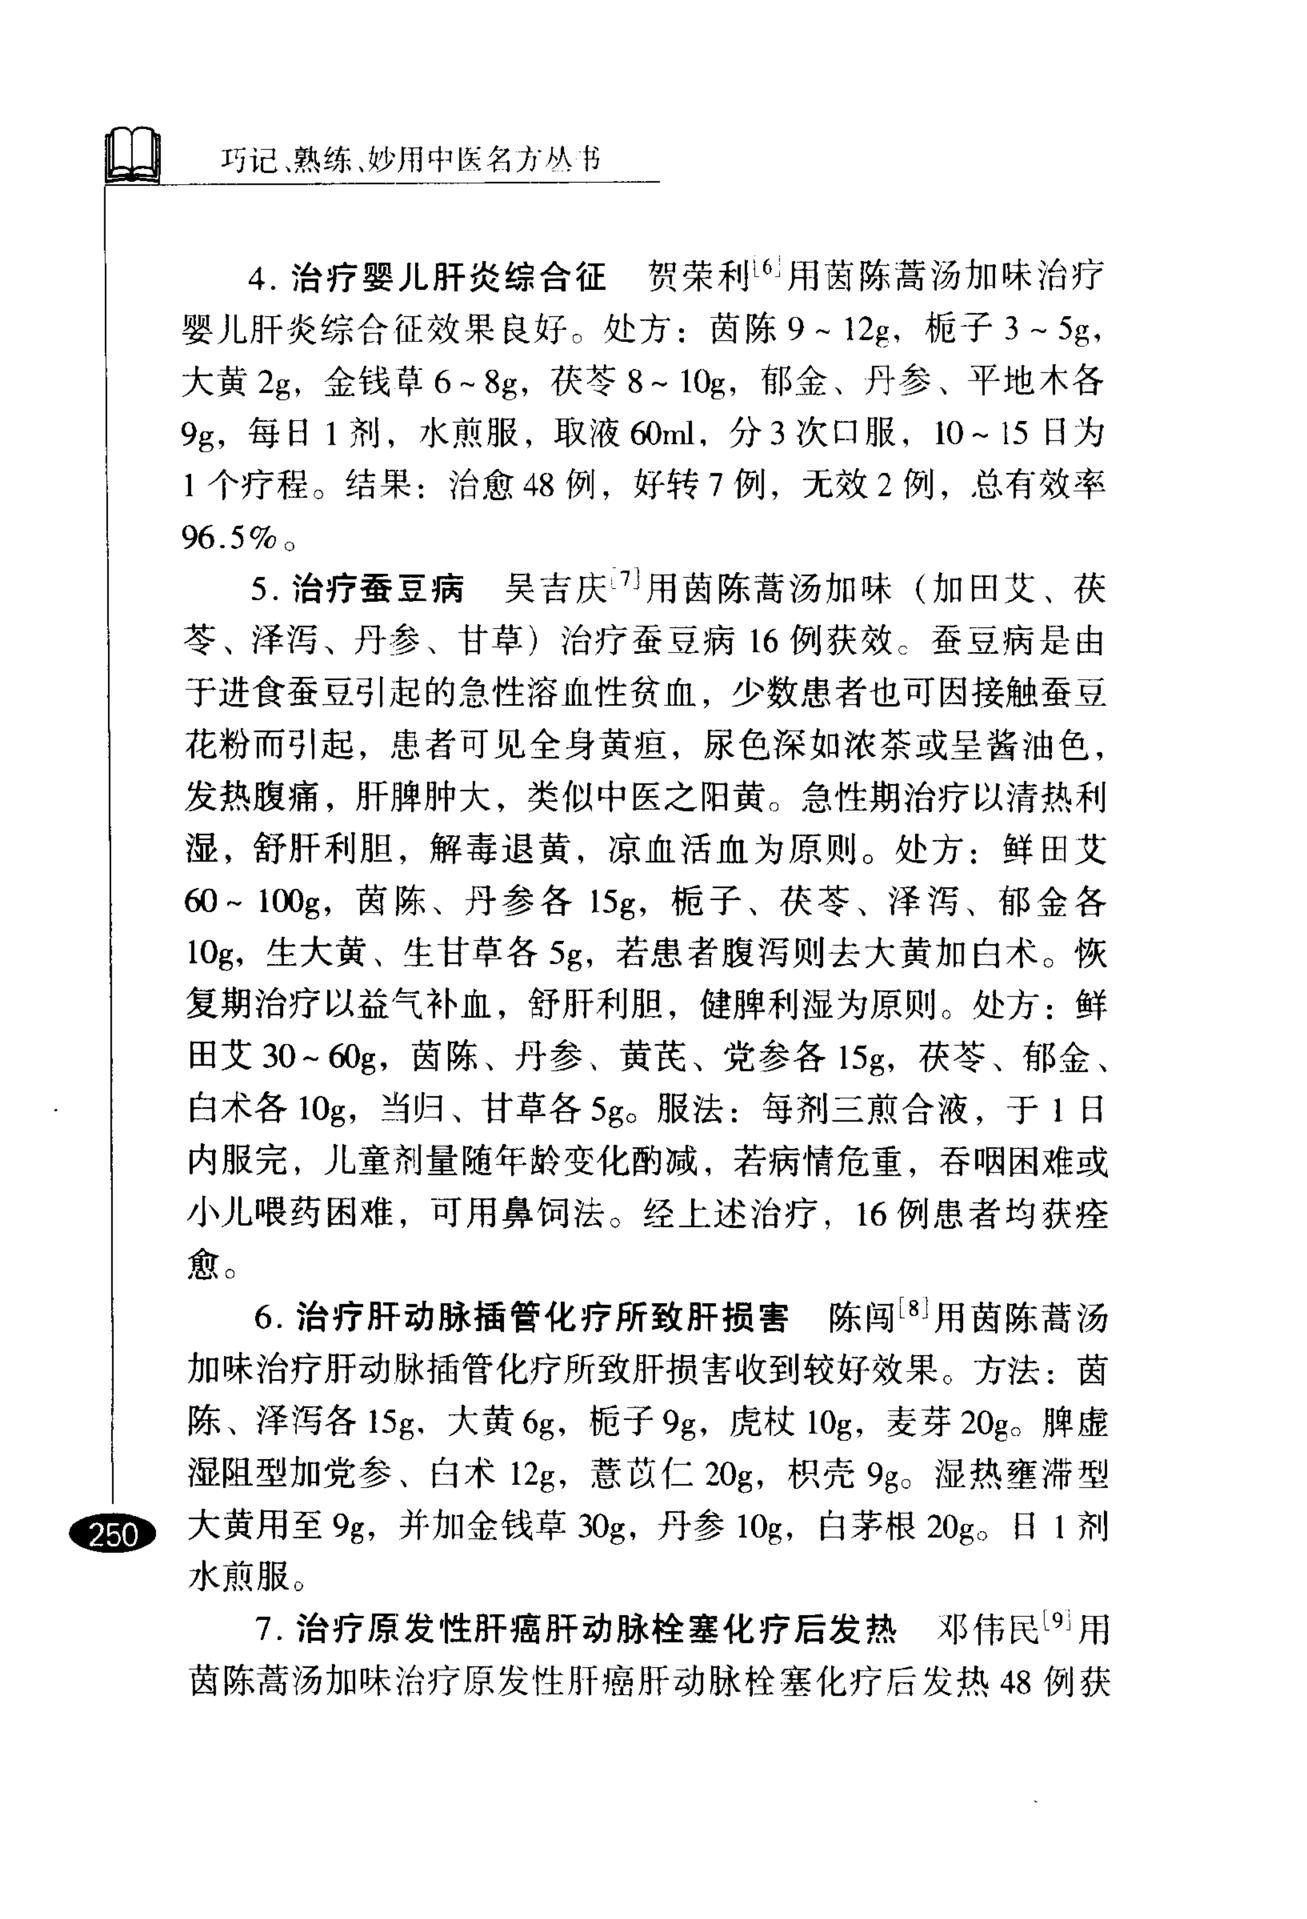 巧记、熟练、妙用中医名方丛书
4. 治疗婴儿肝炎综合征　贺荣利[6]用茵陈蒿汤加味治疗
婴儿肝炎综合征效果良好。处方：茵陈 9～12g，栀子 3～5g，
大黄 2g，金钱草 6～8g，茯苓 8～10g，郁金、丹参、平地木各
9g，每日 1 剂，水煎服，取液 60ml，分 3 次口服，10～15 日为
1 个疗程。结果：治愈 48 例，好转 7 例，无效 2 例，总有效率
96.5%。
5. 治疗蚕豆病　吴吉庆[7]用茵陈蒿汤加味（加田艾、茯
苓、泽泻、丹参、甘草）治疗蚕豆病 16 例获效。蚕豆病是由
于进食蚕豆引起的急性溶血性贫血，少数患者也可因接触蚕豆
花粉而引起，患者可见全身黄疸，尿色深如浓茶或呈酱油色，
发热腹痛，肝脾肿大，类似中医之阳黄。急性期治疗以清热利
湿，舒肝利胆，解毒退黄，凉血活血为原则。处方：鲜田艾
60～100g，茵陈、丹参各 15g，栀子、茯苓、泽泻、郁金各
10g，生大黄、生甘草各 5g，若患者腹泻则去大黄加白术。恢
复期治疗以益气补血，舒肝利胆，健脾利湿为原则。处方：鲜
田艾 30～60g，茵陈、丹参、黄芪、党参各 15g，茯苓、郁金、
白术各 10g，当归、甘草各 5g。服法：每剂三煎合液，于 1 日
内服完，儿童剂量随年龄变化酌减，若病情危重，吞咽困难或
小儿喂药困难，可用鼻饲法。经上述治疗，16 例患者均获痊
愈。
6. 治疗肝动脉插管化疗所致肝损害　陈闯[8]用茵陈蒿汤
加味治疗肝动脉插管化疗所致肝损害收到较好效果。方法：茵
陈、泽泻各 15g，大黄 6g，栀子 9g，虎杖 10g，麦芽 20g。脾虚
湿阻型加党参、白术 12g，薏苡仁 20g，枳壳 9g。湿热壅滞型
大黄用至 9g，并加金钱草 30g，丹参 10g，白茅根 20g。日 1 剂
水煎服。
7. 治疗原发性肝癌肝动脉栓塞化疗后发热　邓伟民[9]用
茵陈蒿汤加味治疗原发性肝癌肝动脉栓塞化疗后发热 48 例获
250